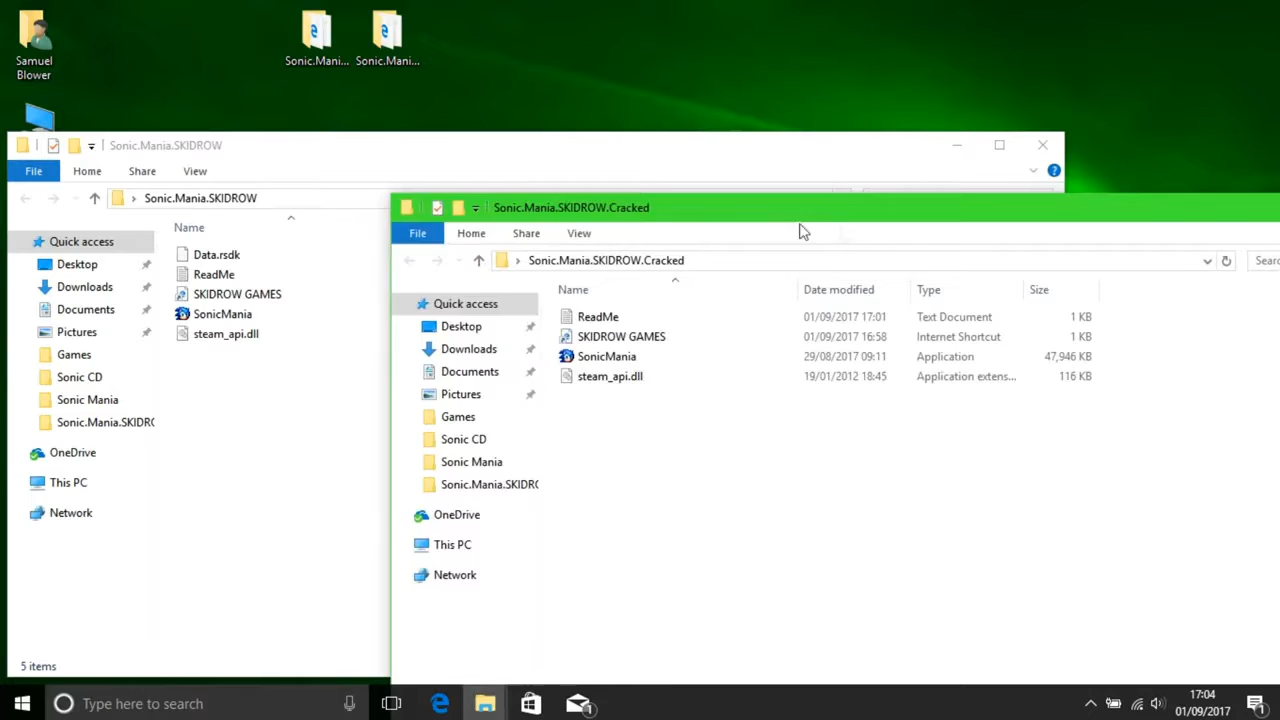 Samuel
Blower
Sonic.Mani...
Sonic.Mani...
Sonic.Mania.SKIDROW
File
Home
Share
View
Sonic.Mania.SKIDROW
Quick access
Desktop
Downloads
Documents
Pictures
Games
Sonic CD
Sonic Mania
Sonic.Mania.SKIDRO
OneDrive
This PC
Network
Name
Data.rsdk
ReadMe
SKIDROW GAMES
SonicMania
steam_api.dll
5 items
Sonic.Mania.SKIDROW.Cracked
File
Home
Share
View
Sonic.Mania.SKIDROW.Cracked
Searc
Quick access
Desktop
Downloads
Documents
Pictures
Games
Sonic CD
Sonic Mania
Sonic.Mania.SKIDRO
OneDrive
This PC
Network
Name Date modified Type Size
ReadMe 01/09/2017 17:01 Text Document 1 KB
SKIDROW GAMES 01/09/2017 16:58 Internet Shortcut 1 KB
SonicMania 29/08/2017 09:11 Application 47,946 KB
steam_api.dll 19/01/2012 18:45 Application extens... 116 KB
Type here to search
1
17:04
01/09/2017
1